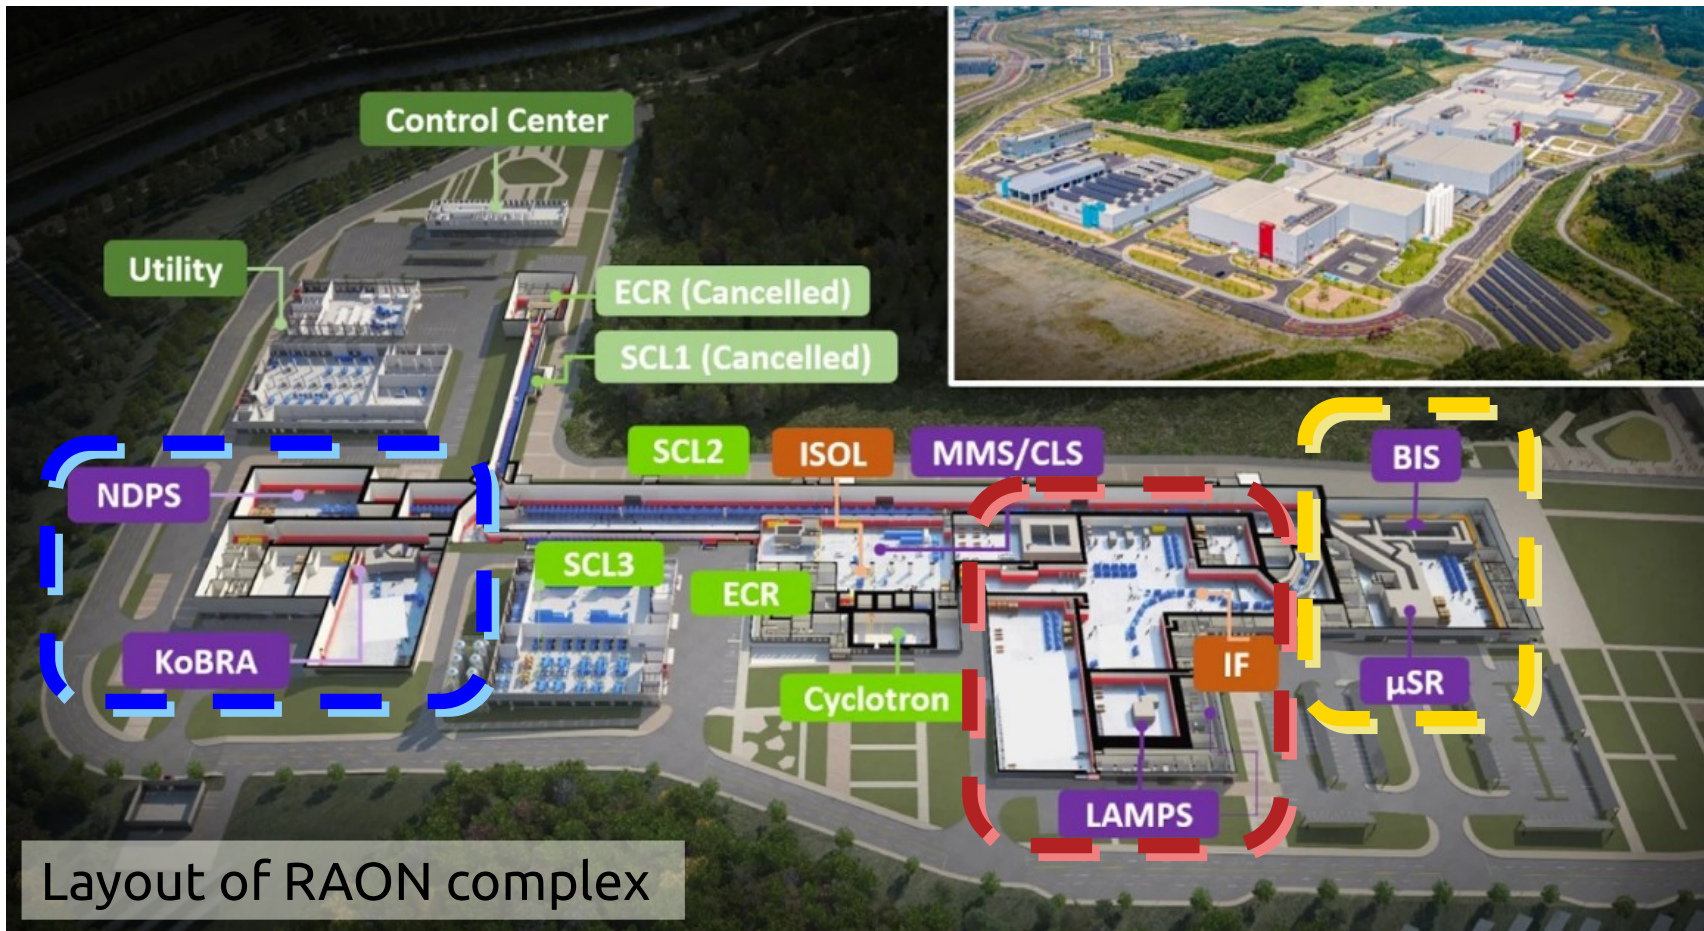 Control Center
Utility
ECR (Cancelled)
SCL1 (Cancelled)
SCL2
ISOL
MMS/CLS
BIS
NDPS
SCL3
ECR
KoBRA
IF
µSR
Cyclotron
LAMPS
Layout of RAON complex